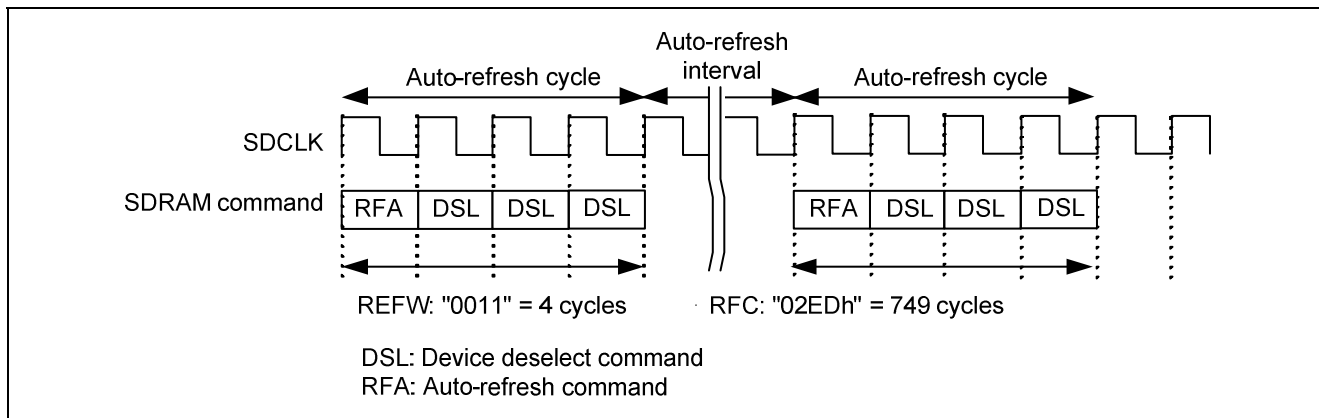 Auto-refresh
interval
Auto-refresh cycle
Auto-refresh cycle
SDCLK
SDRAM command
RFA DSL DSL DSL
RFA DSL DSL DSL
REFW: "0011" = 4 cycles
RFC: "02EDh" = 749 cycles
DSL: Device deselect command
RFA: Auto-refresh command